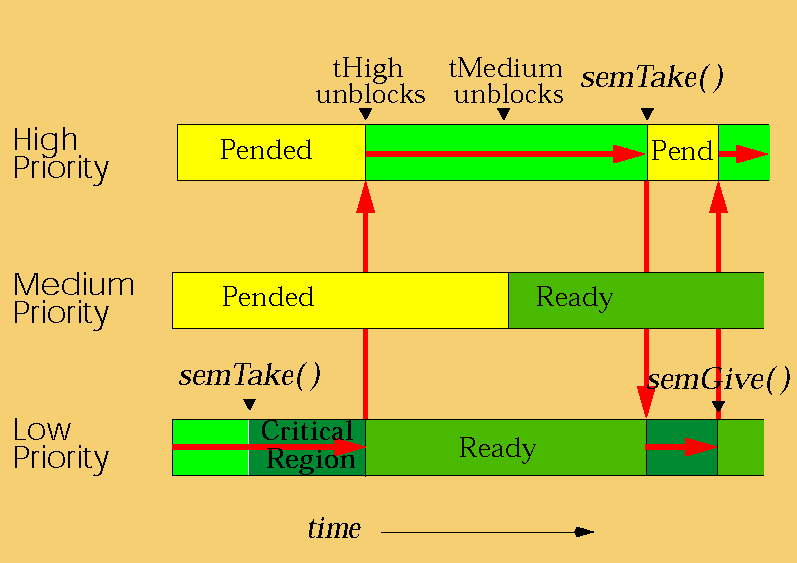 tHigh
unblocks
tMedium
unblocks
semTake()
High
Priority
Pended
Pend
Medium
Priority
Pended
Ready
semTake()
semGive()
Low
Priority
Critical
Region
Ready
time